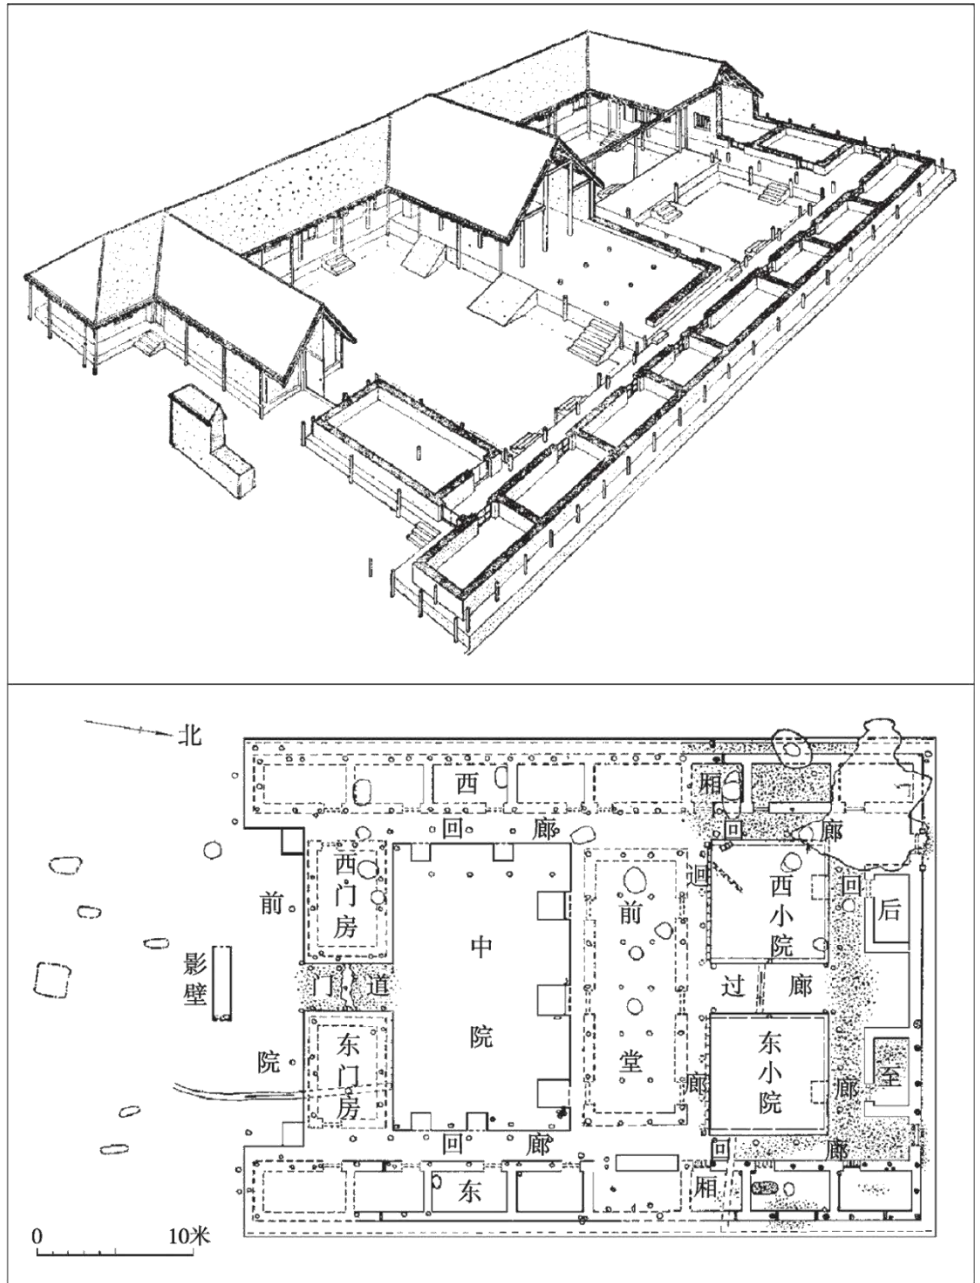 北
西
厢
回
廊
回
廊
西门房
前
院
影壁
门
道
中
院
前
堂
回
西小院
回
后
过
廊
东门房
东小院
廊
廊
至
回
廊
回
廊
东
厢
0
10米